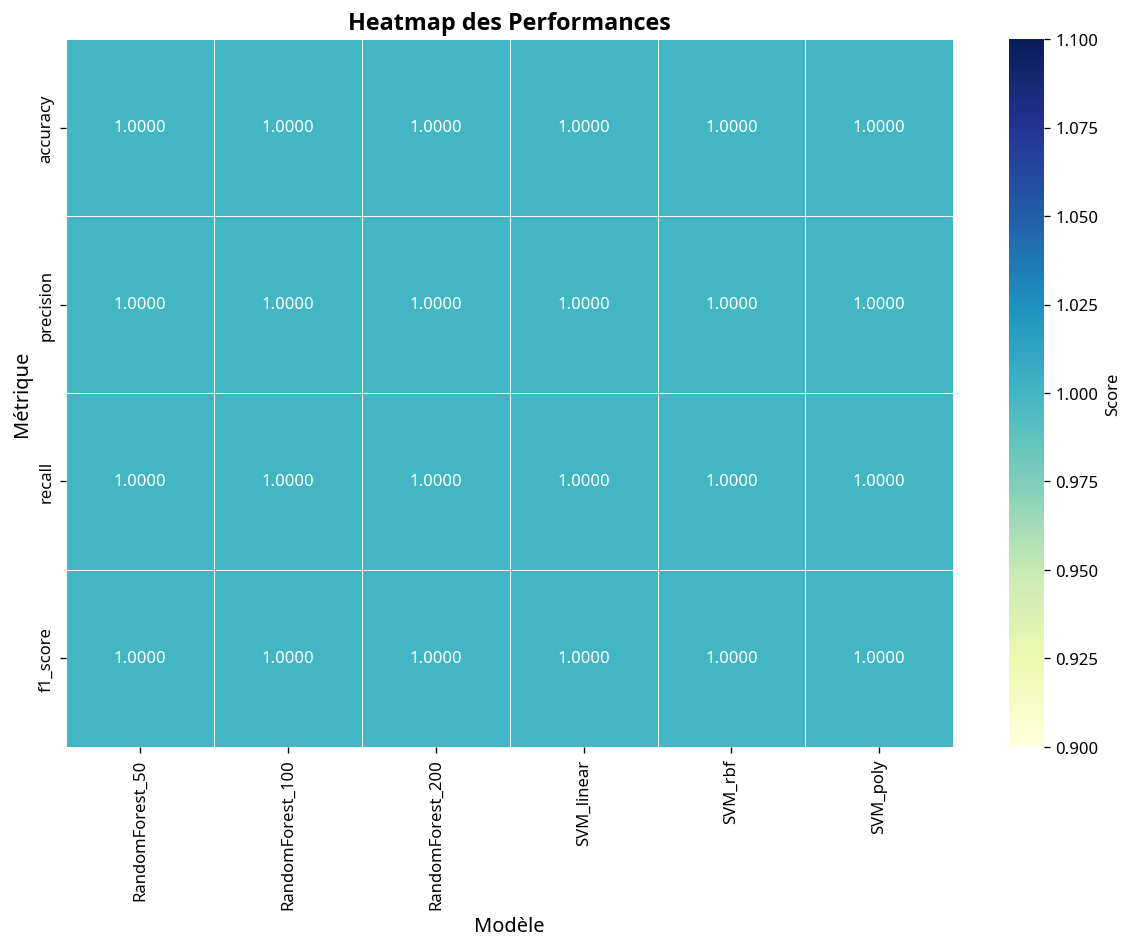 Heatmap des Performances
Métrique
accuracy
1.0000 1.0000 1.0000 1.0000 1.0000 1.0000
precision
1.0000 1.0000 1.0000 1.0000 1.0000 1.0000
recall
1.0000 1.0000 1.0000 1.0000 1.0000 1.0000
f1_score
1.0000 1.0000 1.0000 1.0000 1.0000 1.0000
RandomForest_50
RandomForest_100
RandomForest_200
SVM_linear
SVM_rbf
SVM_poly
Modèle
1.100
1.075
1.050
1.025
1.000
0.975
0.950
0.925
0.900
Score